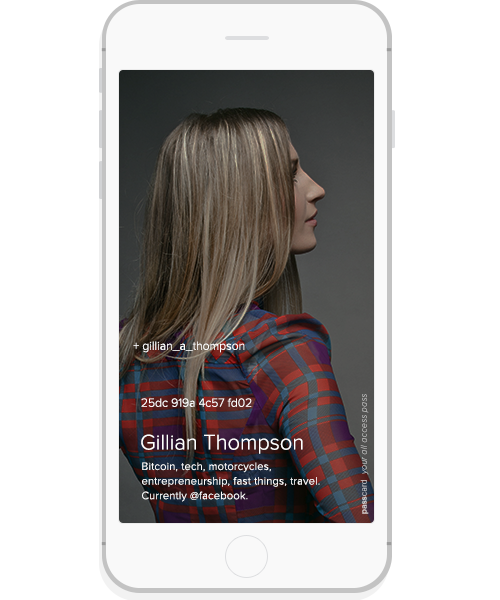 + gillian_a_thompson
25dc 919a 4c57 fd02
Gillian Thompson
Bitcoin, tech, motorcycles,
entrepreneurship, fast things, travel.
Currently @facebook.
passcard your all access pass